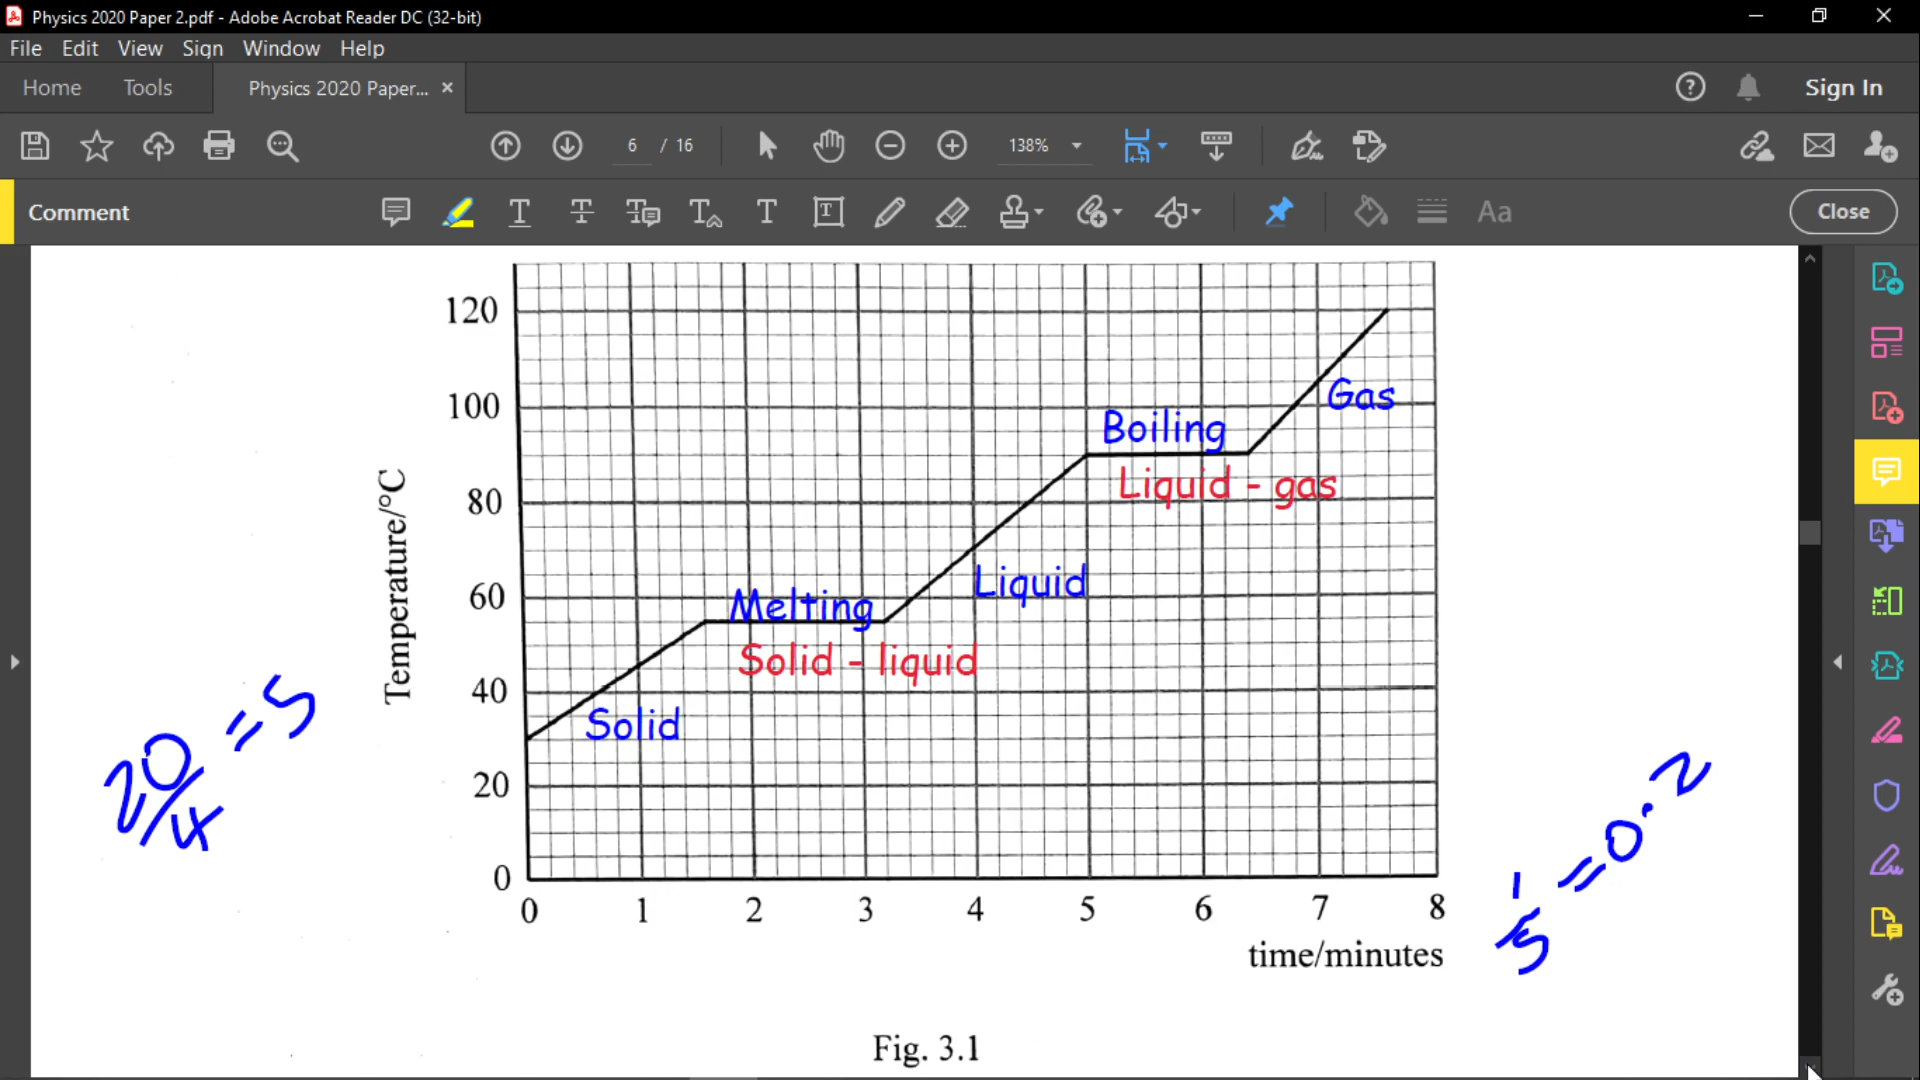 Physics 2020 Paper 2.pdf - Adobe Acrobat Reader DC (32-bit)
File Edit View Sign Window Help
Home Tools Physics 2020 Paper... × Sign In
6 / 16 138%
Comment Close
Aa
120
100
80
60
40
20
0
Temperature/°C
Gas
Boiling
Liquid - gas
Liquid
Melting
Solid - liquid
Solid
20/4 = 5
1/5 = 0.2
0 1 2 3 4 5 6 7 8
time/minutes
Fig. 3.1